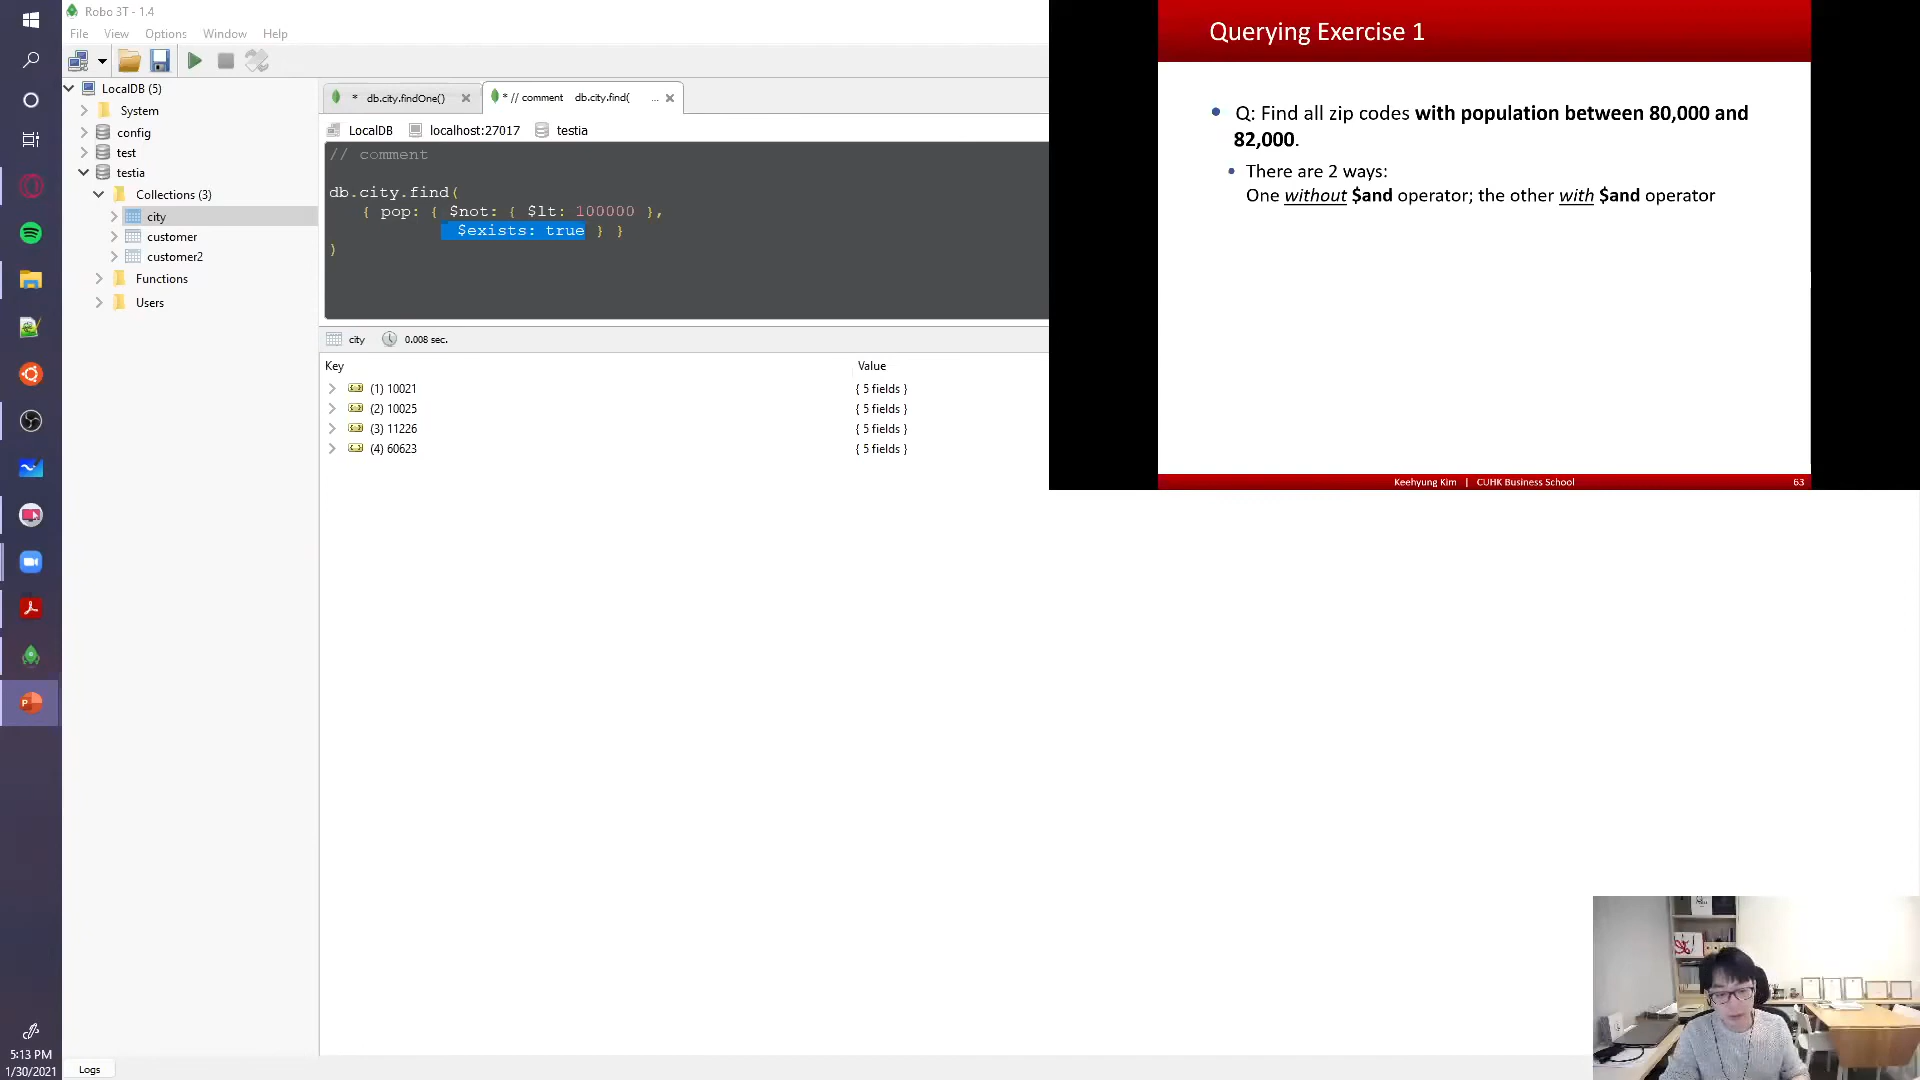 Robo 3T - 1.4
File View Options Window Help
LocalDB (5)
System
config
test
testia
Collections (3)
city
customer
customer2
Functions
Users
* db.city.findOne()
* // comment db.city.find( ...
LocalDB localhost:27017 testia
// comment
db.city.find(
{ pop: { $not: { $lt: 100000 },
$exists: true } }
)
city 0.008 sec.
Key Value
(1) 10021 { 5 fields }
(2) 10025 { 5 fields }
(3) 11226 { 5 fields }
(4) 60623 { 5 fields }
Querying Exercise 1
• Q: Find all zip codes with population between 80,000 and
82,000.
• There are 2 ways:
One without $and operator; the other with $and operator
Keehyung Kim | CUHK Business School 63
5:13 PM
1/30/2021
Logs